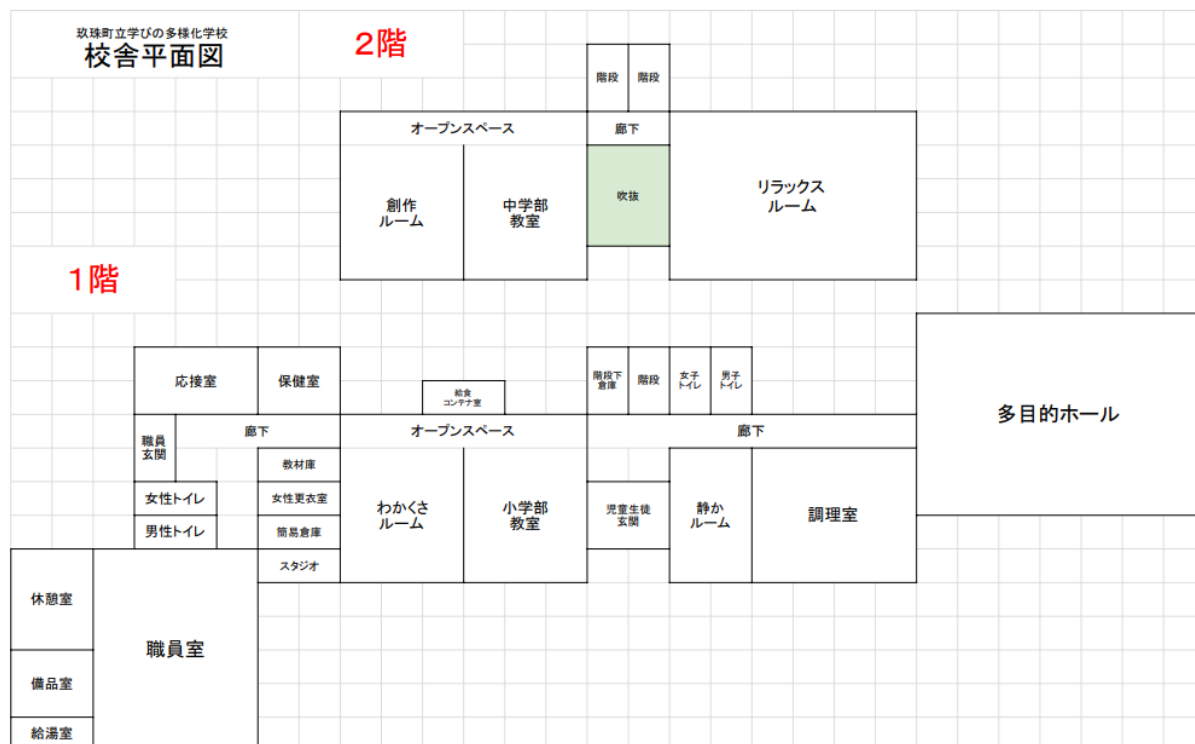 玖珠町立学びの多様化学校
校舎平面図
2階
階段
階段
オープンスペース
廊下
創作
ルーム
中学部
教室
吹抜
リラックス
ルーム
1階
応接室
保健室
給食
コンテナ室
階段下
倉庫
階段
女子
トイレ
男子
トイレ
多目的ホール
職員
玄関
廊下
オープンスペース
廊下
教材庫
女性トイレ
女性更衣室
男性トイレ
簡易倉庫
スタジオ
わかくさ
ルーム
小学部
教室
児童生徒
玄関
静か
ルーム
調理室
休憩室
職員室
備品室
給湯室